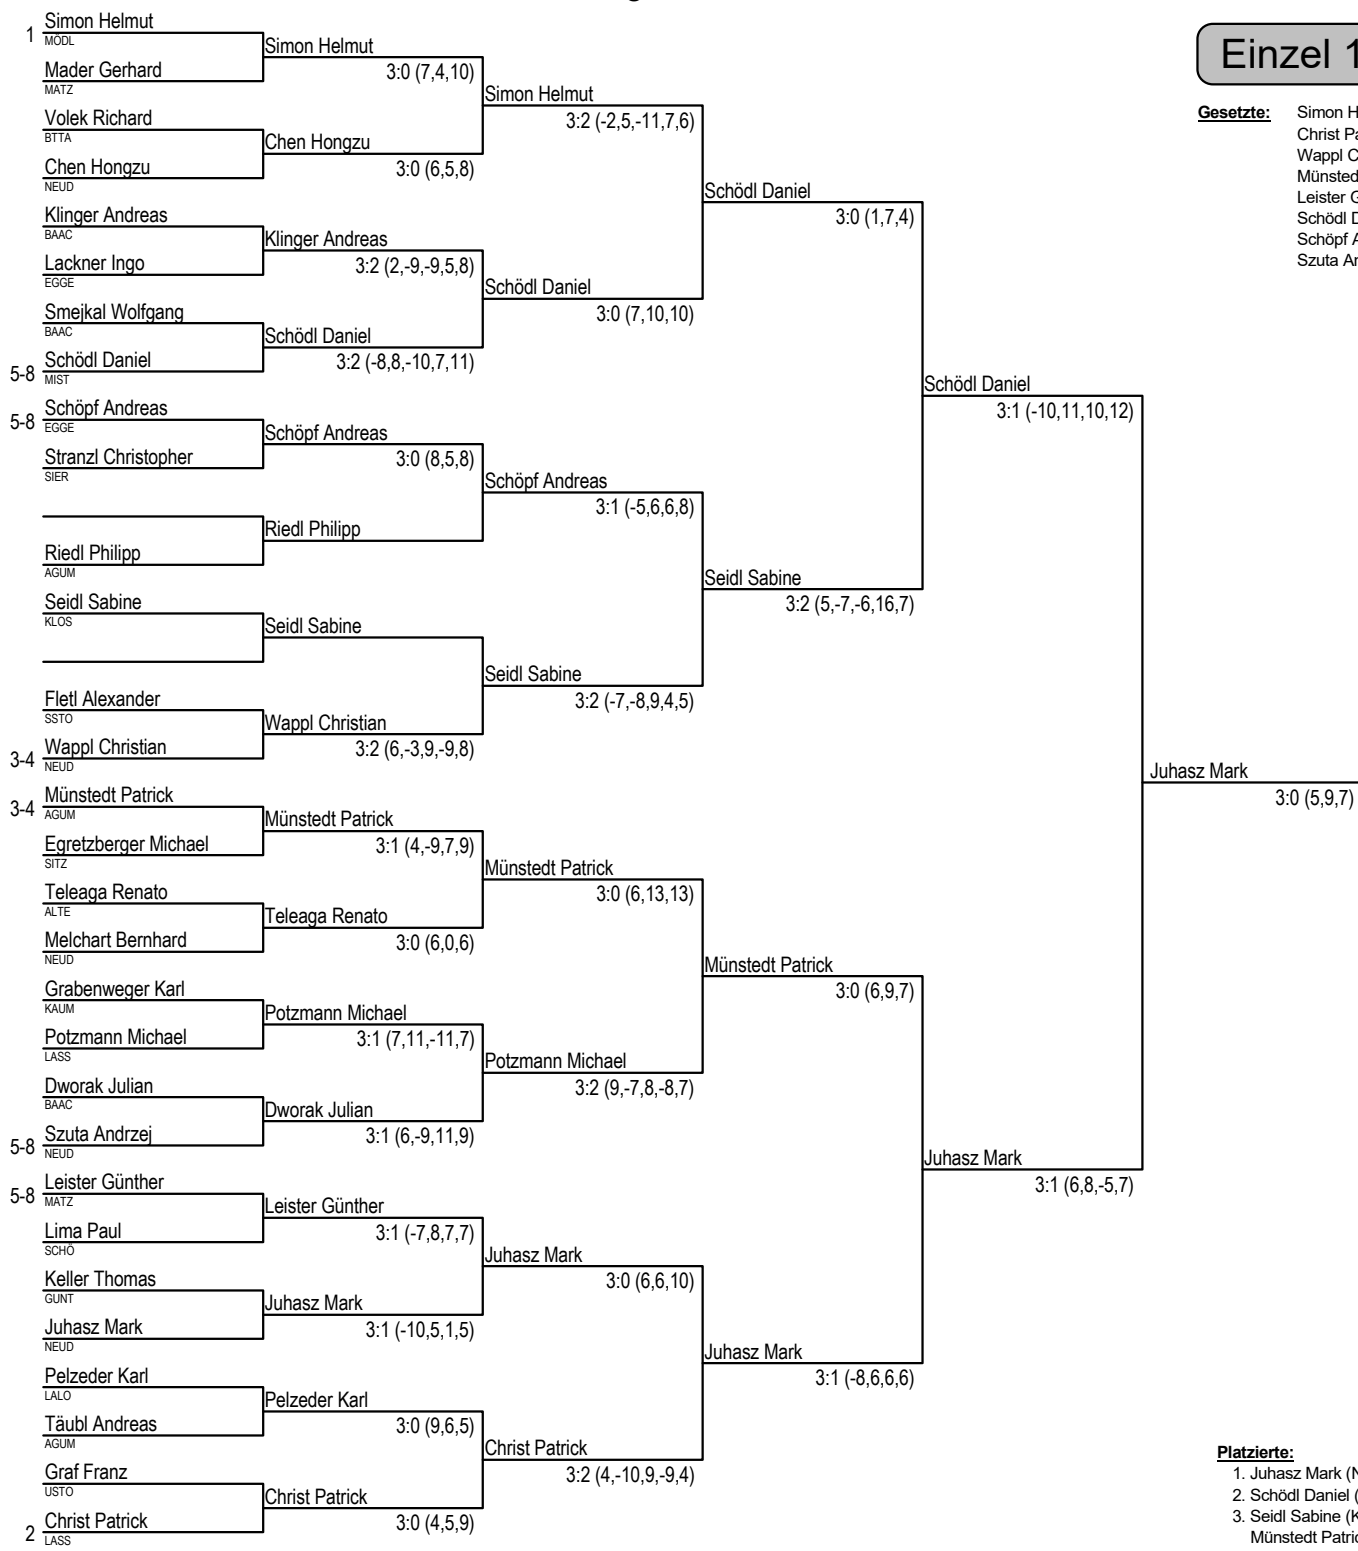 Einzel 1
Gesetzte:
Simon H
Christ Pa
Wappl C
Münsted
Leister G
Schödl D
Schöpf A
Szuta An
1
Simon Helmut
MÖDL
Mader Gerhard
MATZ
Volek Richard
BTTA
Chen Hongzu
NEUD
Klinger Andreas
BAAC
Lackner Ingo
EGGE
Smejkal Wolfgang
BAAC
5-8
Schödl Daniel
MIST
5-8
Schöpf Andreas
EGGE
Stranzl Christopher
SIER
Riedl Philipp
AGUM
Seidl Sabine
KLOS
Fletl Alexander
SSTO
3-4
Wappl Christian
NEUD
3-4
Münstedt Patrick
AGUM
Egretzberger Michael
SITZ
Teleaga Renato
ALTE
Melchart Bernhard
NEUD
Grabenweger Karl
KAUM
Potzmann Michael
LASS
Dworak Julian
BAAC
5-8
Szuta Andrzej
NEUD
5-8
Leister Günther
MATZ
Lima Paul
SCHÖ
Keller Thomas
GUNT
Juhasz Mark
NEUD
Pelzeder Karl
LALO
Täubl Andreas
AGUM
Graf Franz
USTO
2
Christ Patrick
LASS
Simon Helmut
3:0 (7,4,10)
Chen Hongzu
3:0 (6,5,8)
Klinger Andreas
3:2 (2,-9,-9,5,8)
Schödl Daniel
3:2 (-8,8,-10,7,11)
Schöpf Andreas
3:0 (8,5,8)
Riedl Philipp
Seidl Sabine
Wappl Christian
3:2 (6,-3,9,-9,8)
Münstedt Patrick
3:1 (4,-9,7,9)
Teleaga Renato
3:0 (6,0,6)
Potzmann Michael
3:1 (7,11,-11,7)
Dworak Julian
3:1 (6,-9,11,9)
Leister Günther
3:1 (-7,8,7,7)
Juhasz Mark
3:1 (-10,5,1,5)
Pelzeder Karl
3:0 (9,6,5)
Christ Patrick
3:0 (4,5,9)
Simon Helmut
3:2 (-2,5,-11,7,6)
Schödl Daniel
3:0 (7,10,10)
Schöpf Andreas
3:1 (-5,6,6,8)
Seidl Sabine
3:2 (-7,-8,9,4,5)
Münstedt Patrick
3:0 (6,13,13)
Potzmann Michael
3:2 (9,-7,8,-8,7)
Juhasz Mark
3:0 (6,6,10)
Christ Patrick
3:2 (4,-10,9,-9,4)
Schödl Daniel
3:0 (1,7,4)
Seidl Sabine
3:2 (5,-7,-6,16,7)
Münstedt Patrick
3:0 (6,9,7)
Juhasz Mark
3:1 (-8,6,6,6)
Schödl Daniel
3:1 (-10,11,10,12)
Juhasz Mark
3:1 (6,8,-5,7)
Juhasz Mark
3:0 (5,9,7)
Platzierte:
1. Juhasz Mark (N
2. Schödl Daniel (
3. Seidl Sabine (K
Münstedt Patric